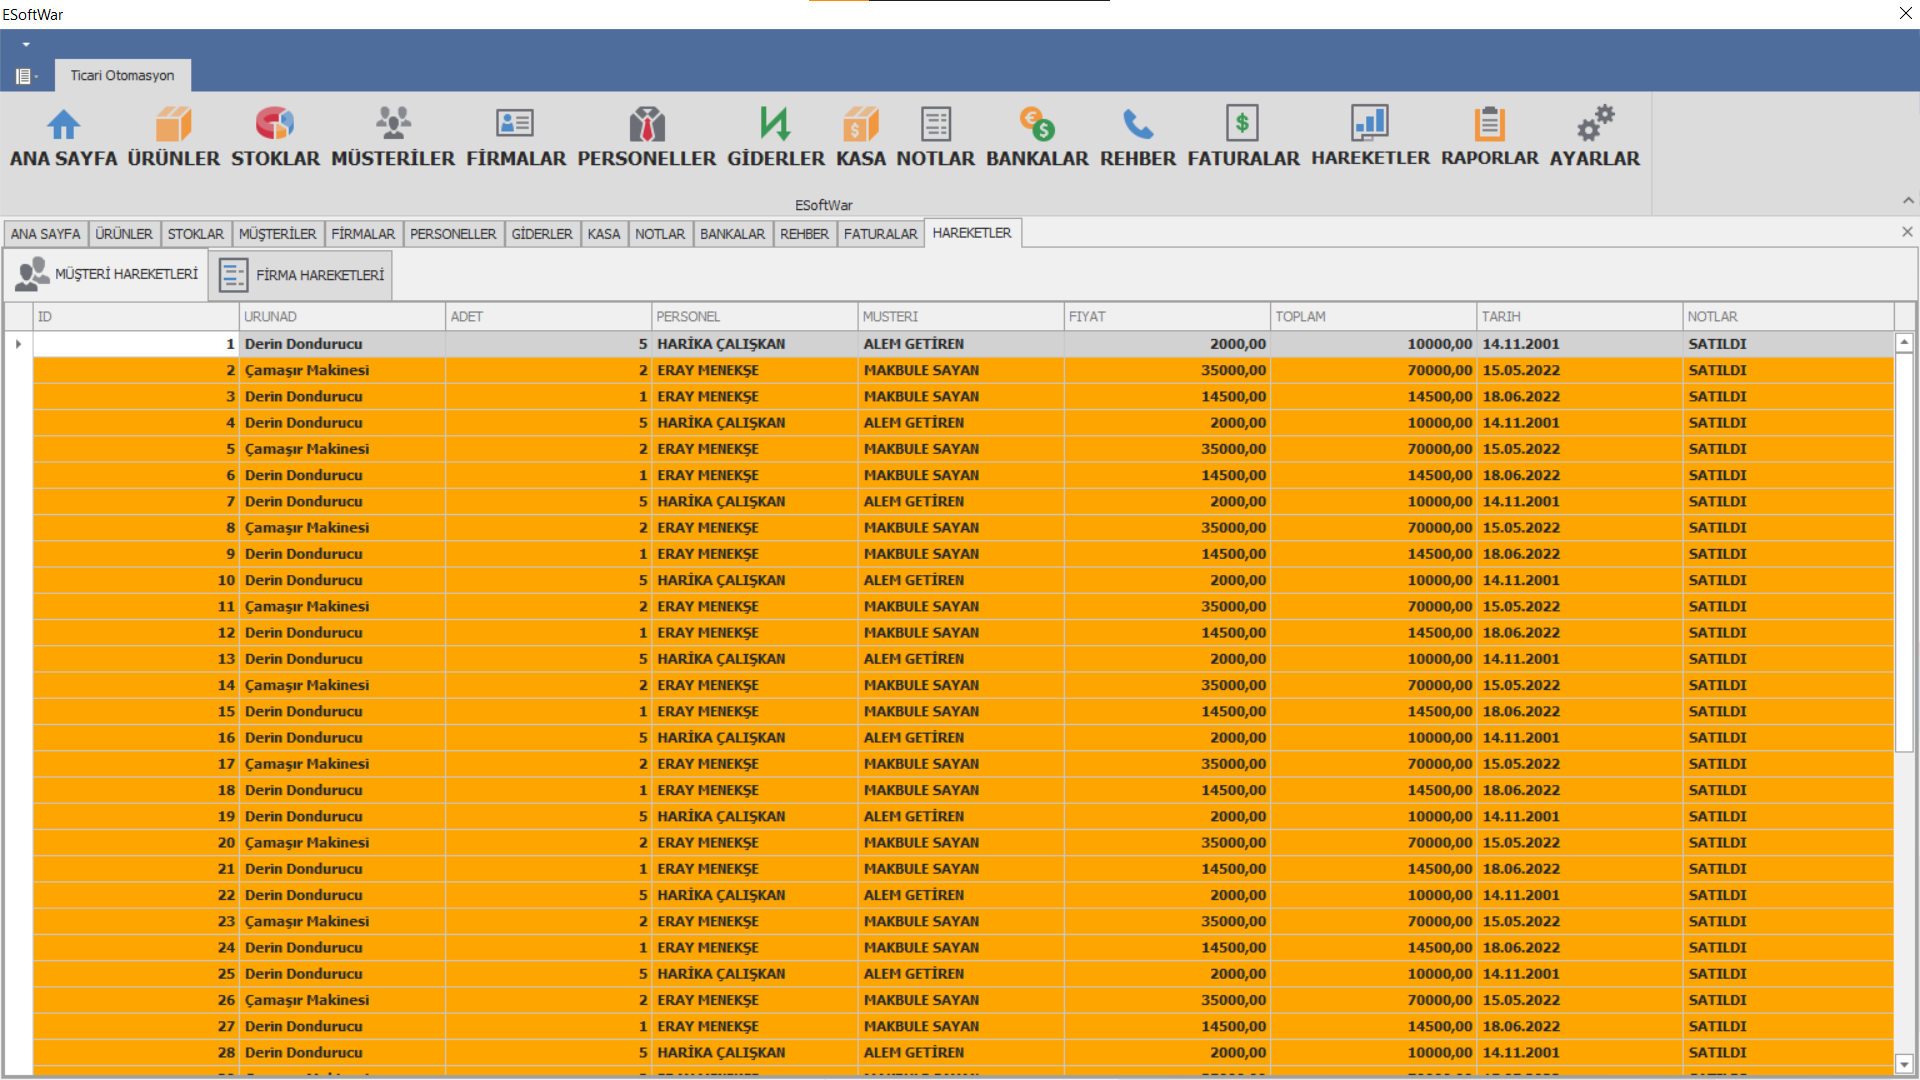 ESoftWar
Ticari Otomasyon
ANA SAYFA ÜRÜNLER STOKLAR MÜSTERİLER FİRMALAR PERSONELLER GİDERLER KASA NOTLAR BANKALAR REHBER FATURALAR HAREKETLER RAPORLAR AYARLAR
ESoftWar
ANA SAYFA ÜRÜNLER STOKLAR MÜŞTERİLER FİRMALAR PERSONELLER GİDERLER KASA NOTLAR BANKALAR REHBER FATURALAR HAREKETLER
MÜŞTERİ HAREKETLERİ FİRMA HAREKETLERİ
ID URUNAD ADET PERSONEL MUSTERI FIYAT TOPLAM TARIH NOTLAR
1 Derin Dondurucu 5 HARİKA ÇALIŞKAN ALEM GETİREN 2000,00 10000,00 14.11.2001 SATILDI
2 Çamaşır Makinesi 2 ERAY MENEKŞE MAKBULE SAYAN 35000,00 70000,00 15.05.2022 SATILDI
3 Derin Dondurucu 1 ERAY MENEKŞE MAKBULE SAYAN 14500,00 14500,00 18.06.2022 SATILDI
4 Derin Dondurucu 5 HARİKA ÇALIŞKAN ALEM GETİREN 2000,00 10000,00 14.11.2001 SATILDI
5 Çamaşır Makinesi 2 ERAY MENEKŞE MAKBULE SAYAN 35000,00 70000,00 15.05.2022 SATILDI
6 Derin Dondurucu 1 ERAY MENEKŞE MAKBULE SAYAN 14500,00 14500,00 18.06.2022 SATILDI
7 Derin Dondurucu 5 HARİKA ÇALIŞKAN ALEM GETİREN 2000,00 10000,00 14.11.2001 SATILDI
8 Çamaşır Makinesi 2 ERAY MENEKŞE MAKBULE SAYAN 35000,00 70000,00 15.05.2022 SATILDI
9 Derin Dondurucu 1 ERAY MENEKŞE MAKBULE SAYAN 14500,00 14500,00 18.06.2022 SATILDI
10 Derin Dondurucu 5 HARİKA ÇALIŞKAN ALEM GETİREN 2000,00 10000,00 14.11.2001 SATILDI
11 Çamaşır Makinesi 2 ERAY MENEKŞE MAKBULE SAYAN 35000,00 70000,00 15.05.2022 SATILDI
12 Derin Dondurucu 1 ERAY MENEKŞE MAKBULE SAYAN 14500,00 14500,00 18.06.2022 SATILDI
13 Derin Dondurucu 5 HARİKA ÇALIŞKAN ALEM GETİREN 2000,00 10000,00 14.11.2001 SATILDI
14 Çamaşır Makinesi 2 ERAY MENEKŞE MAKBULE SAYAN 35000,00 70000,00 15.05.2022 SATILDI
15 Derin Dondurucu 1 ERAY MENEKŞE MAKBULE SAYAN 14500,00 14500,00 18.06.2022 SATILDI
16 Derin Dondurucu 5 HARİKA ÇALIŞKAN ALEM GETİREN 2000,00 10000,00 14.11.2001 SATILDI
17 Çamaşır Makinesi 2 ERAY MENEKŞE MAKBULE SAYAN 35000,00 70000,00 15.05.2022 SATILDI
18 Derin Dondurucu 1 ERAY MENEKŞE MAKBULE SAYAN 14500,00 14500,00 18.06.2022 SATILDI
19 Derin Dondurucu 5 HARİKA ÇALIŞKAN ALEM GETİREN 2000,00 10000,00 14.11.2001 SATILDI
20 Çamaşır Makinesi 2 ERAY MENEKŞE MAKBULE SAYAN 35000,00 70000,00 15.05.2022 SATILDI
21 Derin Dondurucu 1 ERAY MENEKŞE MAKBULE SAYAN 14500,00 14500,00 18.06.2022 SATILDI
22 Derin Dondurucu 5 HARİKA ÇALIŞKAN ALEM GETİREN 2000,00 10000,00 14.11.2001 SATILDI
23 Çamaşır Makinesi 2 ERAY MENEKŞE MAKBULE SAYAN 35000,00 70000,00 15.05.2022 SATILDI
24 Derin Dondurucu 1 ERAY MENEKŞE MAKBULE SAYAN 14500,00 14500,00 18.06.2022 SATILDI
25 Derin Dondurucu 5 HARİKA ÇALIŞKAN ALEM GETİREN 2000,00 10000,00 14.11.2001 SATILDI
26 Çamaşır Makinesi 2 ERAY MENEKŞE MAKBULE SAYAN 35000,00 70000,00 15.05.2022 SATILDI
27 Derin Dondurucu 1 ERAY MENEKŞE MAKBULE SAYAN 14500,00 14500,00 18.06.2022 SATILDI
28 Derin Dondurucu 5 HARİKA ÇALIŞKAN ALEM GETİREN 2000,00 10000,00 14.11.2001 SATILDI